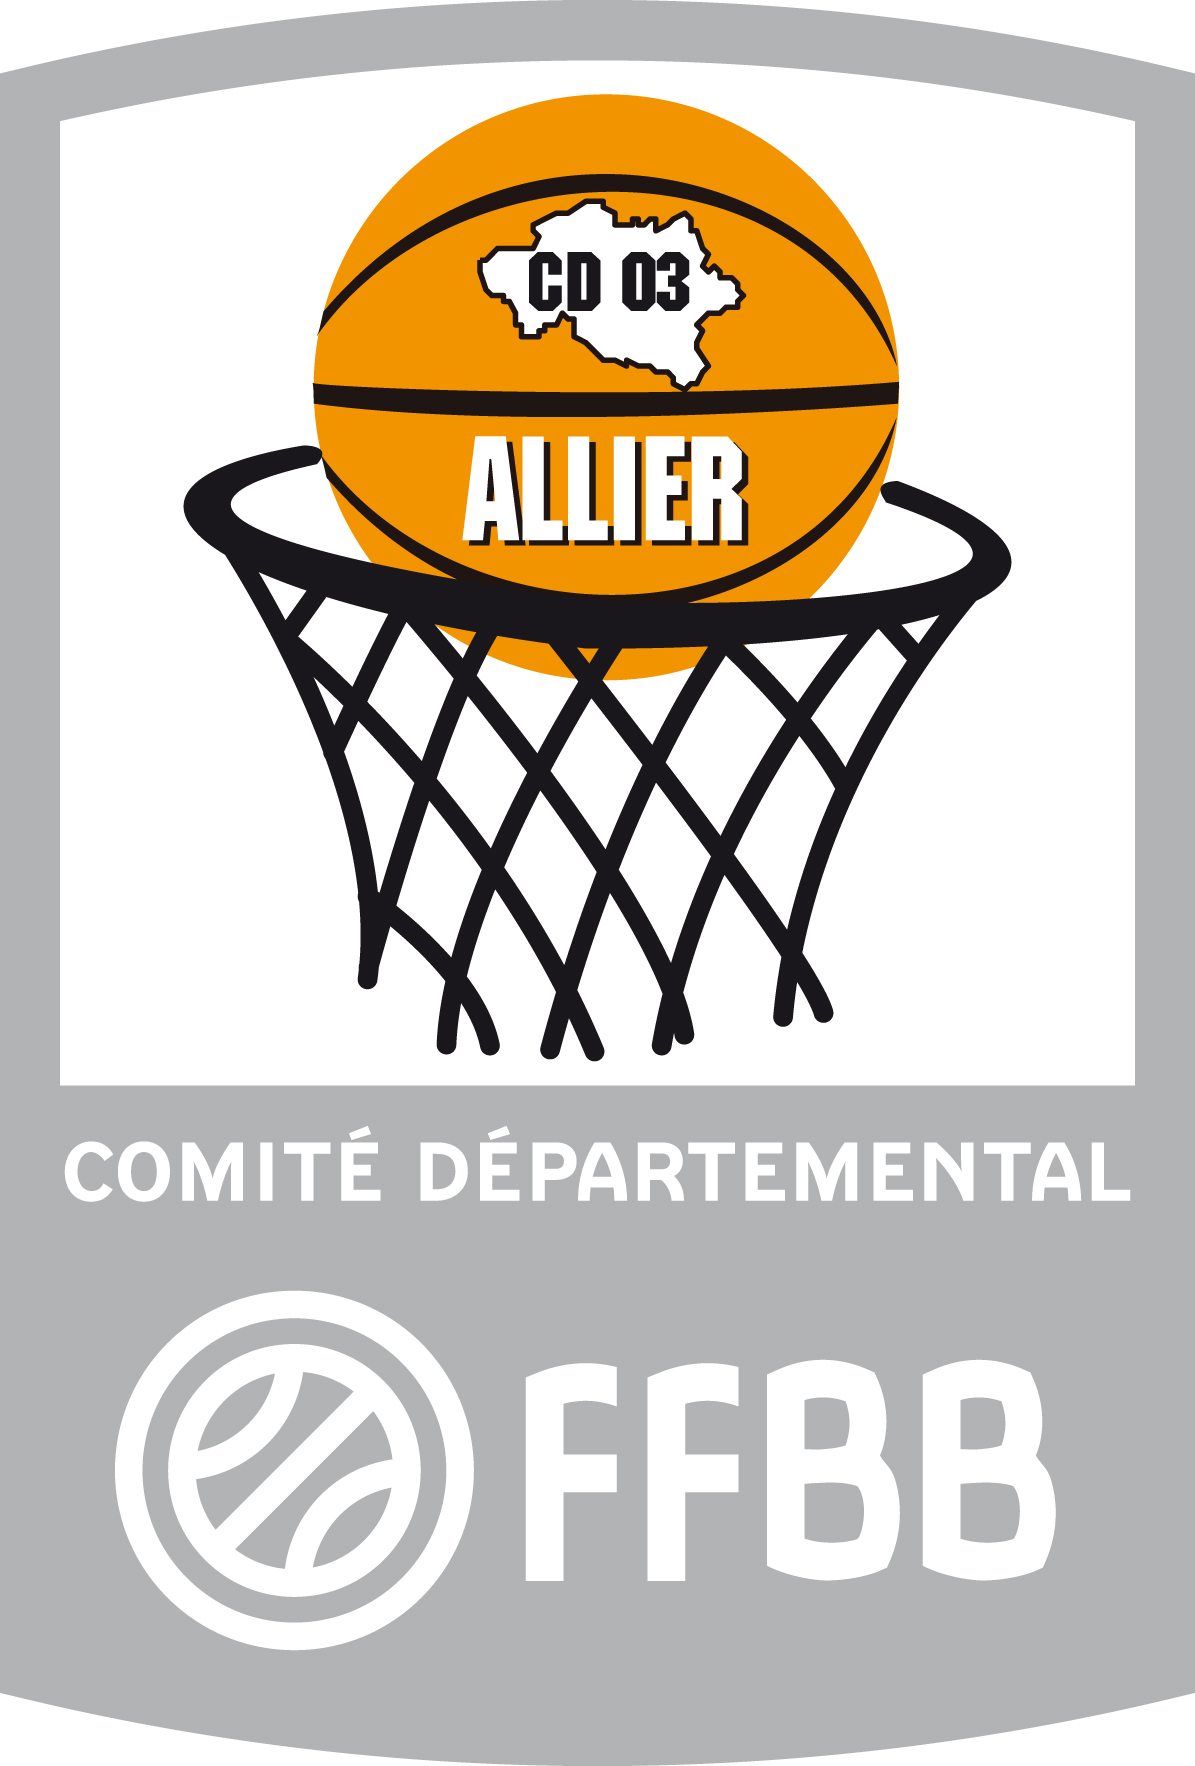 CD 03
ALLIER
COMITÉ DÉPARTEMENTAL
FFBB